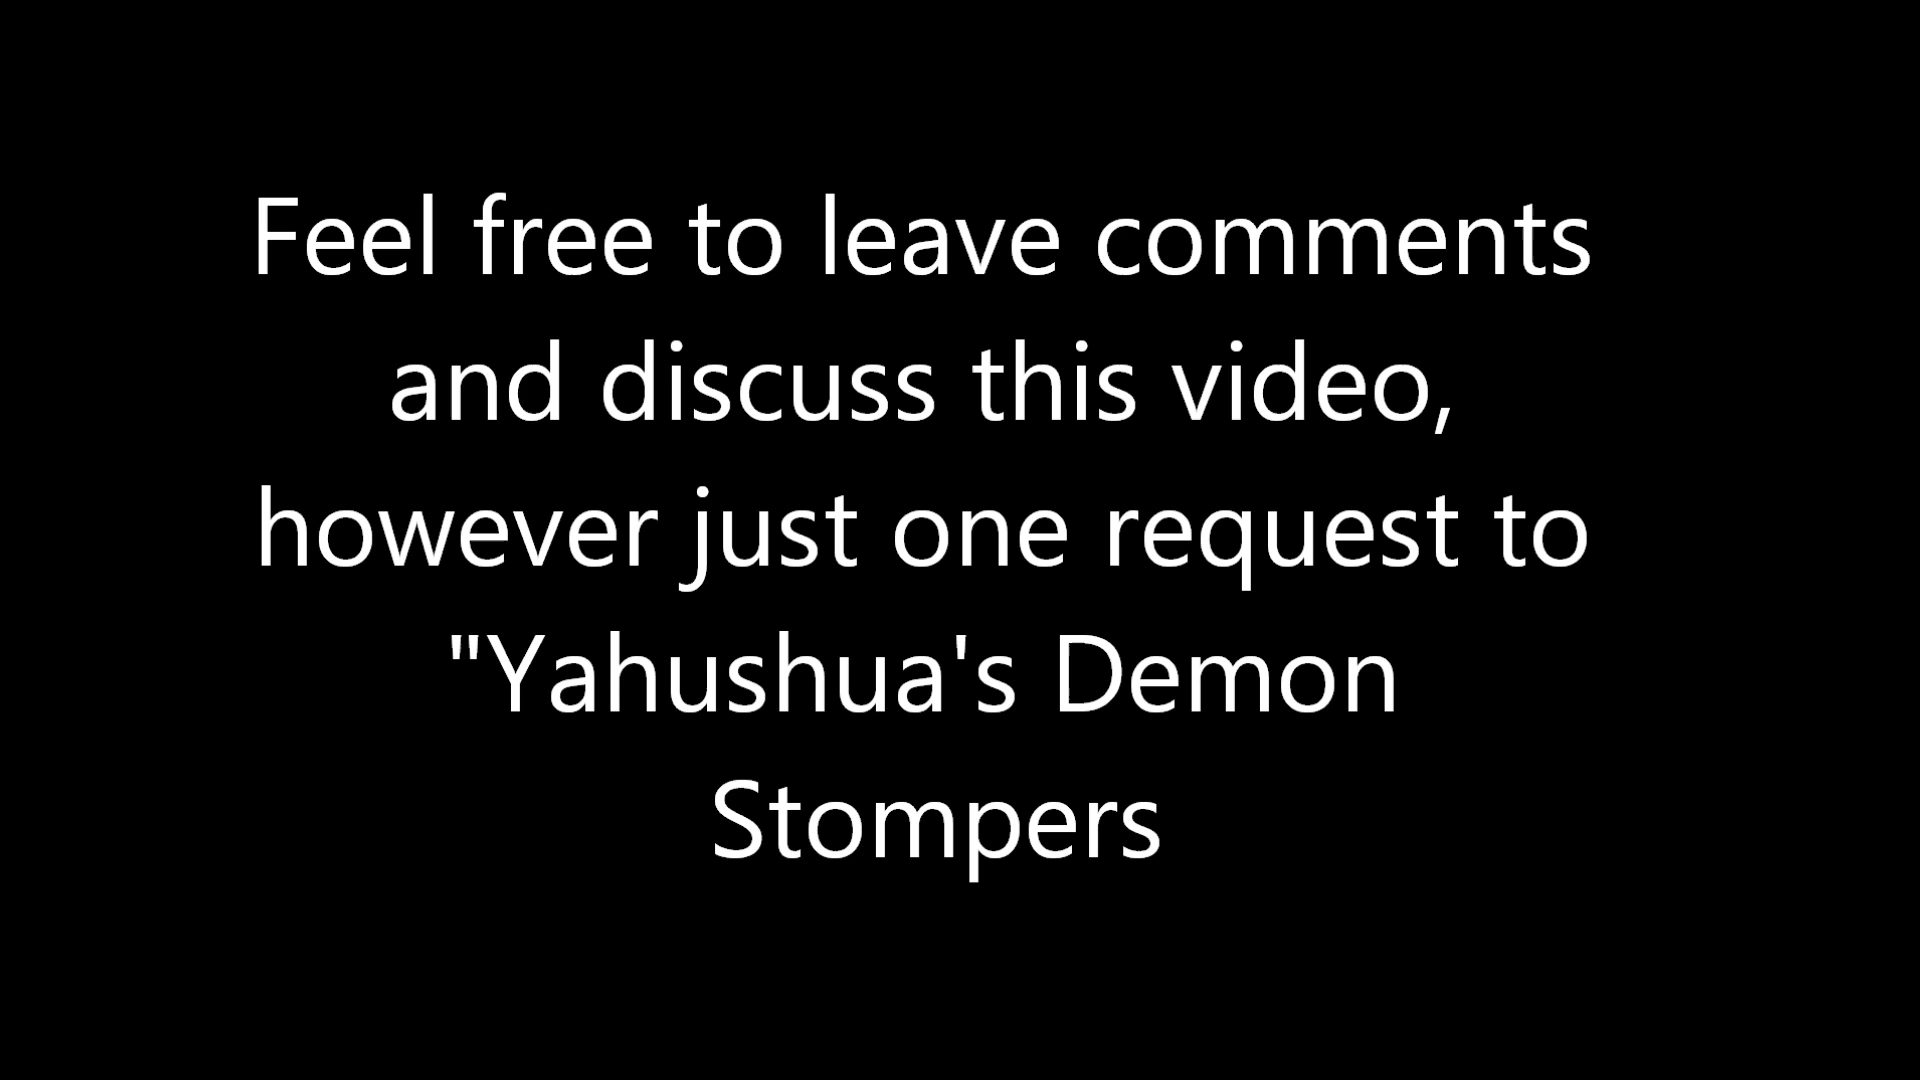 Feel free to leave comments
and discuss this video,
however just one request to
"Yahushua's Demon
Stompers